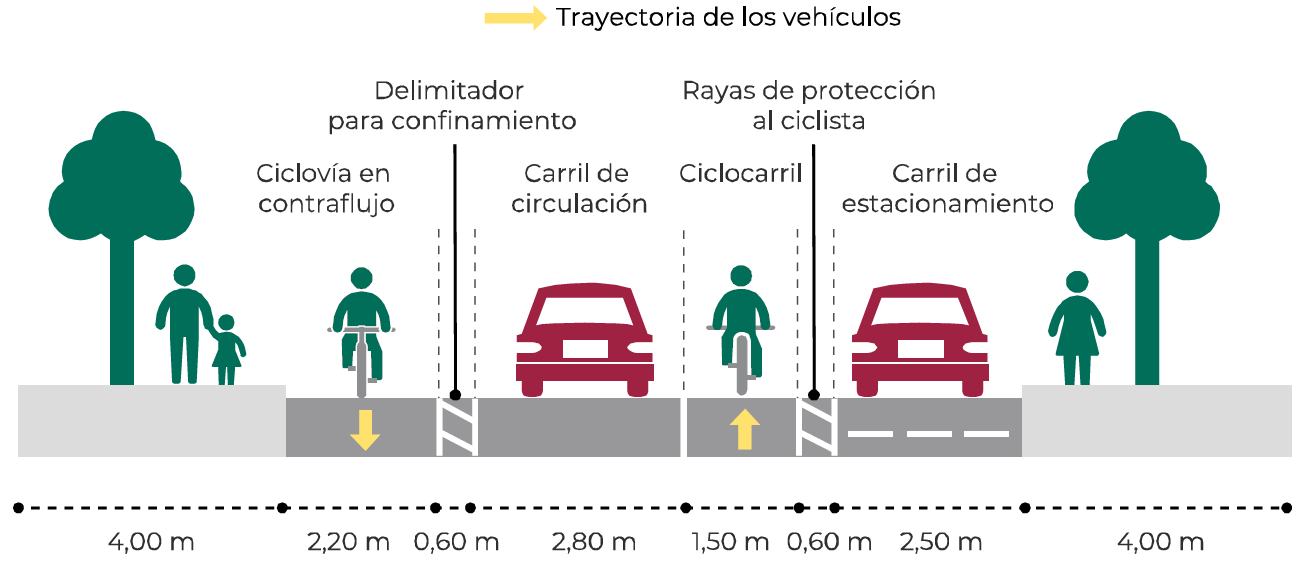 Trayectoria de los vehículos
Delimitador
para confinamiento
Rayas de protección
al ciclista
Ciclovía en
contraflujo
Carril de
circulación
Ciclocarril
Carril de
estacionamiento
4,00 m
2,20 m
0,60 m
2,80 m
1,50 m
0,60 m
2,50 m
4,00 m